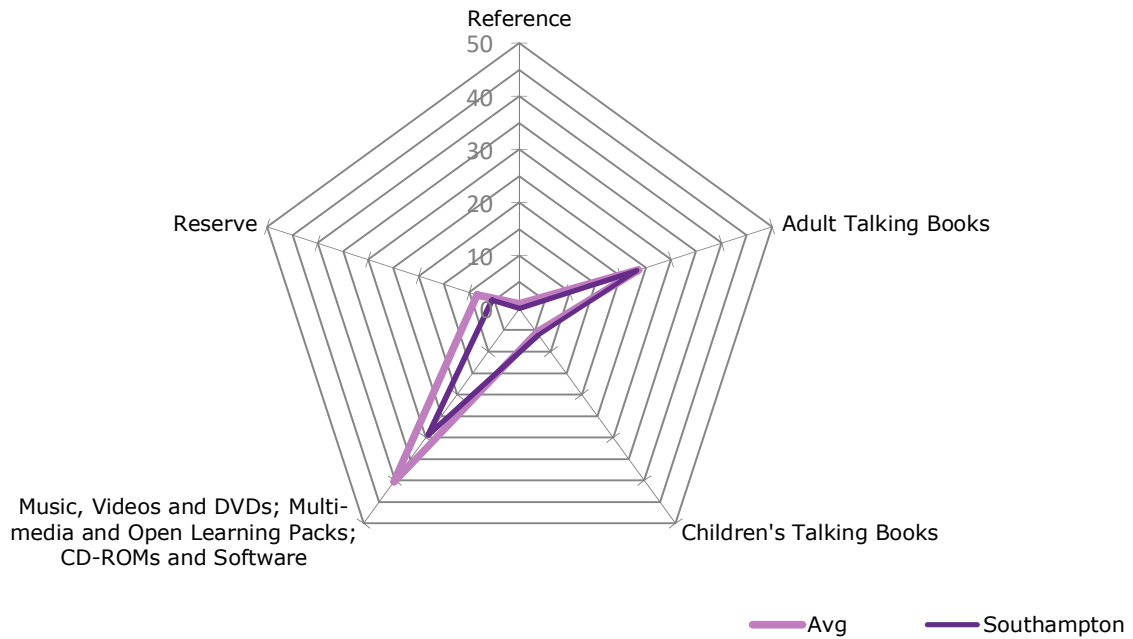 Reference
50
40
30
20
10
0
Reserve
Adult Talking Books
Music, Videos and DVDs; Multi-
media and Open Learning Packs;
CD-ROMs and Software
Children's Talking Books
Avg
Southampton